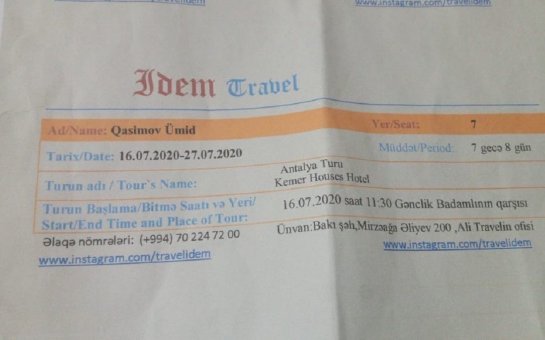 www.instagram.com/travelidem
Idem Travel
Ad/Name: Qasimov Ümid Yer/Seat: 7
Tarix/Date: 16.07.2020-27.07.2020 Müddət/Period: 7 gecə 8 gün
Turun adı / Tour's Name: Antalya Turu
Kemer Houses Hotel
Turun Başlama/Bitmə Saatı və Yeri/
Start/End Time and Place of Tour: 16.07.2020 saat 11:30 Gənclik Badamlının qarşısı
Əlaqə nömrələri: (+994) 70 224 72 00 Ünvan:Bakı şəh,Mirzəağa Əliyev 200 ,Ali Travelin ofisi
www.instagram.com/travelidem www.instagram.com/travelidem